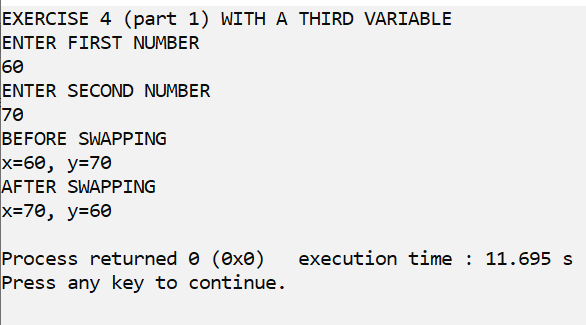 EXERCISE 4 (part 1) WITH A THIRD VARIABLE
ENTER FIRST NUMBER
60
ENTER SECOND NUMBER
70
BEFORE SWAPPING
x=60, y=70
AFTER SWAPPING
x=70, y=60
Process returned 0 (0x0)   execution time : 11.695 s
Press any key to continue.